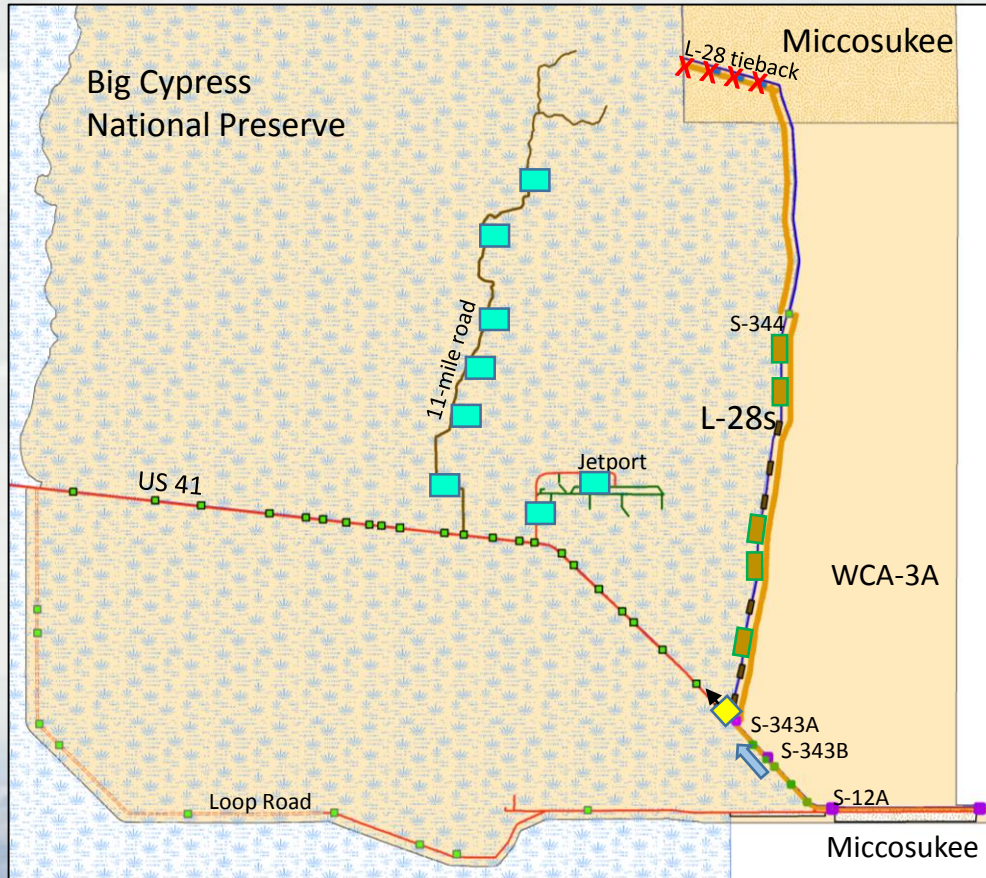 Miccosukee
L-28 tieback
Big Cypress
National Preserve
S-344
11-mile road
L-28s
Jetport
US 41
WCA-3A
S-343A
S-343B
Loop Road
S-12A
Miccosukee